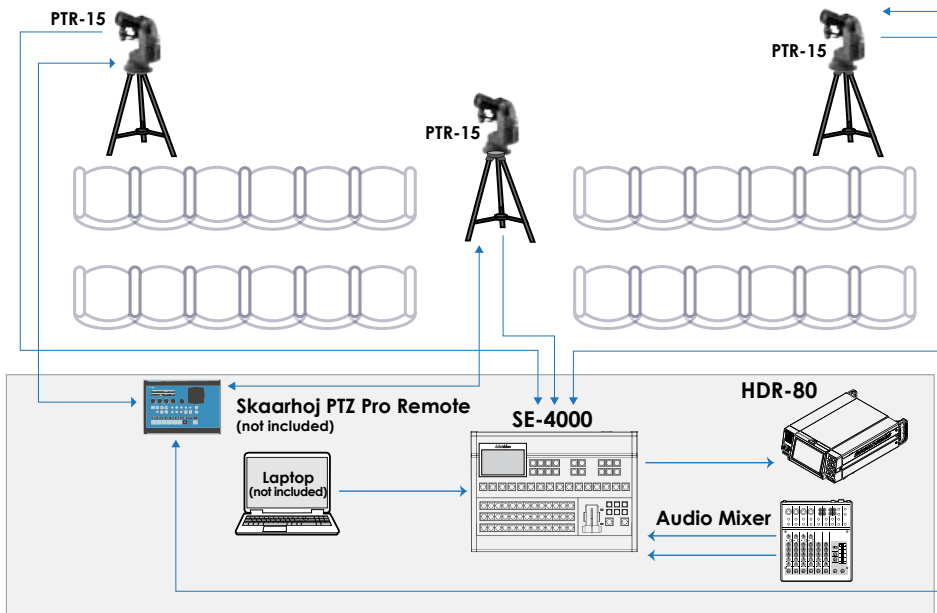 PTR-15
PTR-15
PTR-15
Skaarhoj PTZ Pro Remote
(not included)
SE-4000
HDR-80
Laptop
(not included)
Audio Mixer